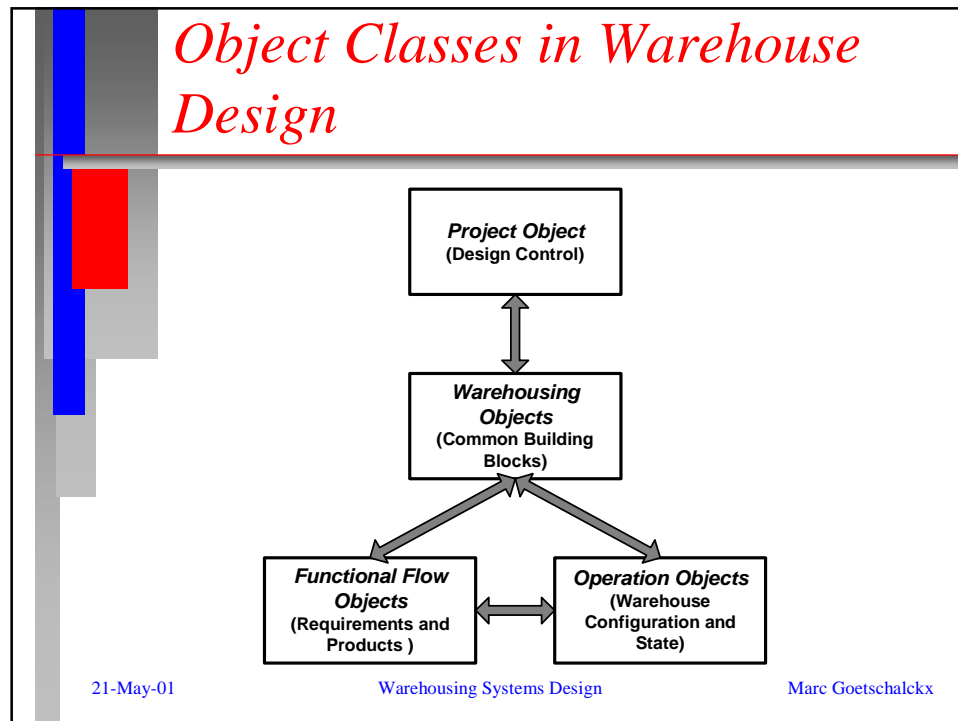 Object Classes in Warehouse
Design
Project Object
(Design Control)
Warehousing
Objects
(Common Building
Blocks)
Functional Flow
Objects
(Requirements and
Products )
Operation Objects
(Warehouse
Configuration and
State)
21-May-01
Warehousing Systems Design
Marc Goetschalckx